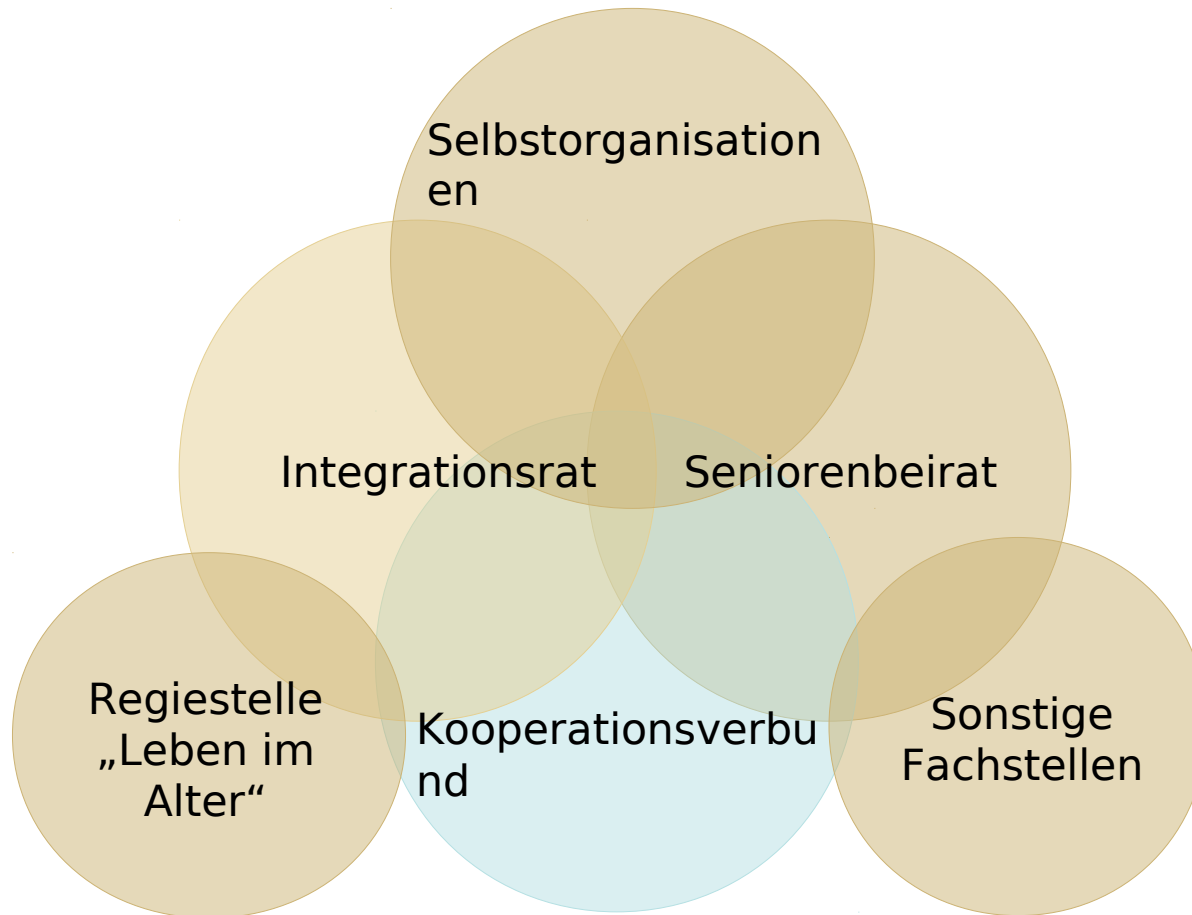 Selbstorganisation
en
Integrationsrat
Seniorenbeirat
Regiestelle
„Leben im
Alter“
Kooperationsverbu
nd
Sonstige
Fachstellen